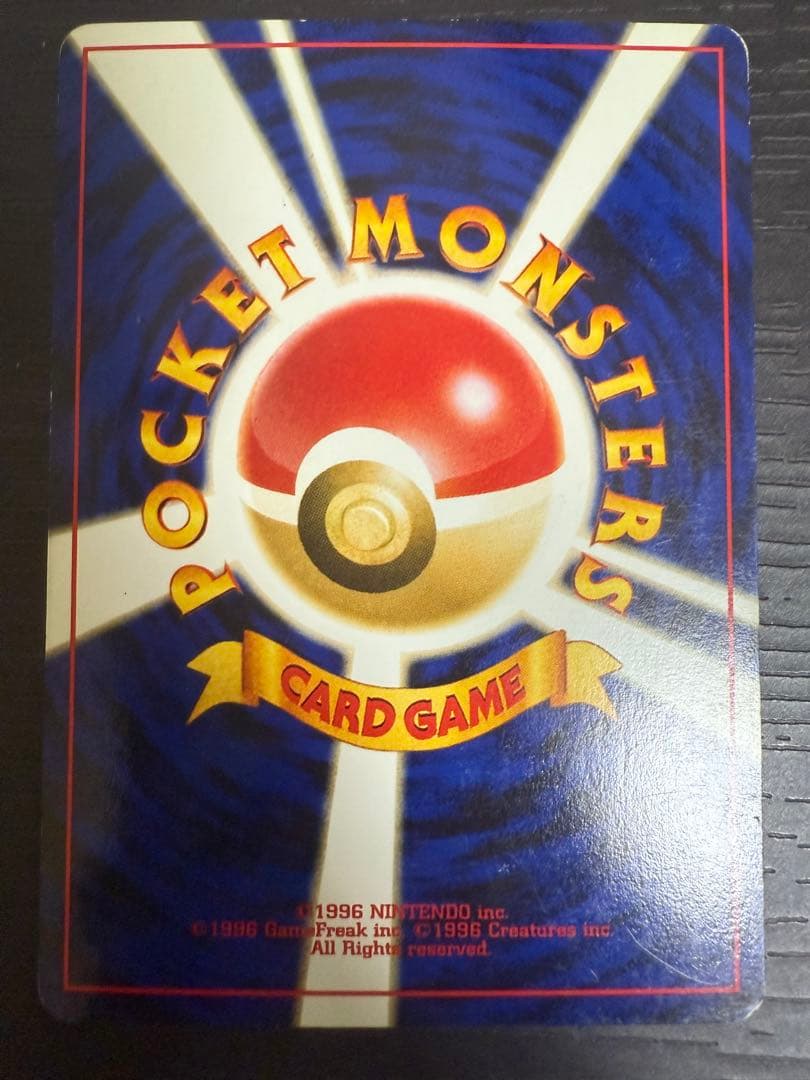 POCKET MONSTERS
CARD GAME
©1996 NINTENDO inc.
©1996 GameFreak inc. ©1996 Creatures inc.
All Rights reserved.